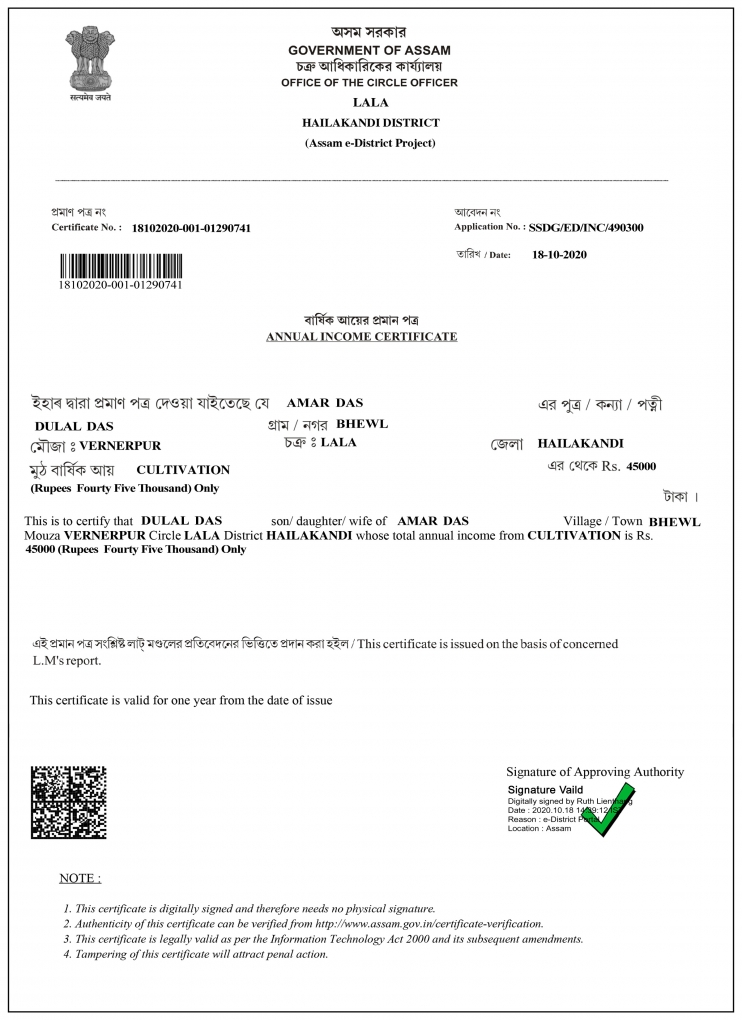 सत्यमेव जयते
অসম সরকার
GOVERNMENT OF ASSAM
চক্ৰ আধিকারিকের কাৰ্য্যালয়
OFFICE OF THE CIRCLE OFFICER
LALA
HAILAKANDI DISTRICT
(Assam e-District Project)
প্রমাণ পত্র নং
Certificate No. : 18102020-001-01290741
আবেদন নং
Application No. : SSDG/ED/INC/490300
তারিখ / Date: 18-10-2020
18102020-001-01290741
বার্ষিক আয়ের প্রমান পত্র
ANNUAL INCOME CERTIFICATE
ইহাৰ দ্বারা প্রমাণ পত্র দেওয়া যাইতেছে যে AMAR DAS এর পুত্র / কন্যা / পত্নী
DULAL DAS গ্রাম / নগর BHEWL
মৌজা ঃ VERNERPUR চক্ৰ ঃ LALA জেলা HAILAKANDI
মুঠ বার্ষিক আয় CULTIVATION এর থেকে Rs. 45000
(Rupees Fourty Five Thousand) Only
টাকা ।
This is to certify that DULAL DAS son/ daughter/ wife of AMAR DAS Village / Town BHEWL
Mouza VERNERPUR Circle LALA District HAILAKANDI whose total annual income from CULTIVATION is Rs.
45000 (Rupees Fourty Five Thousand) Only
এই প্রমান পত্র সংশ্লিষ্ট লাট্ মণ্ডলের প্রতিবেদনের ভিত্তিতে প্রদান করা হইল / This certificate is issued on the basis of concerned
L.M's report.
This certificate is valid for one year from the date of issue
Signature of Approving Authority
Signature Vaild
Digitally signed by Ruth Lienthang
Date : 2020.10.18
Reason : e-District Portal
Location : Assam
NOTE :
1. This certificate is digitally signed and therefore needs no physical signature.
2. Authenticity of this certificate can be verified from http://www.assam.gov.in/certificate-verification.
3. This certificate is legally valid as per the Information Technology Act 2000 and its subsequent amendments.
4. Tampering of this certificate will attract penal action.